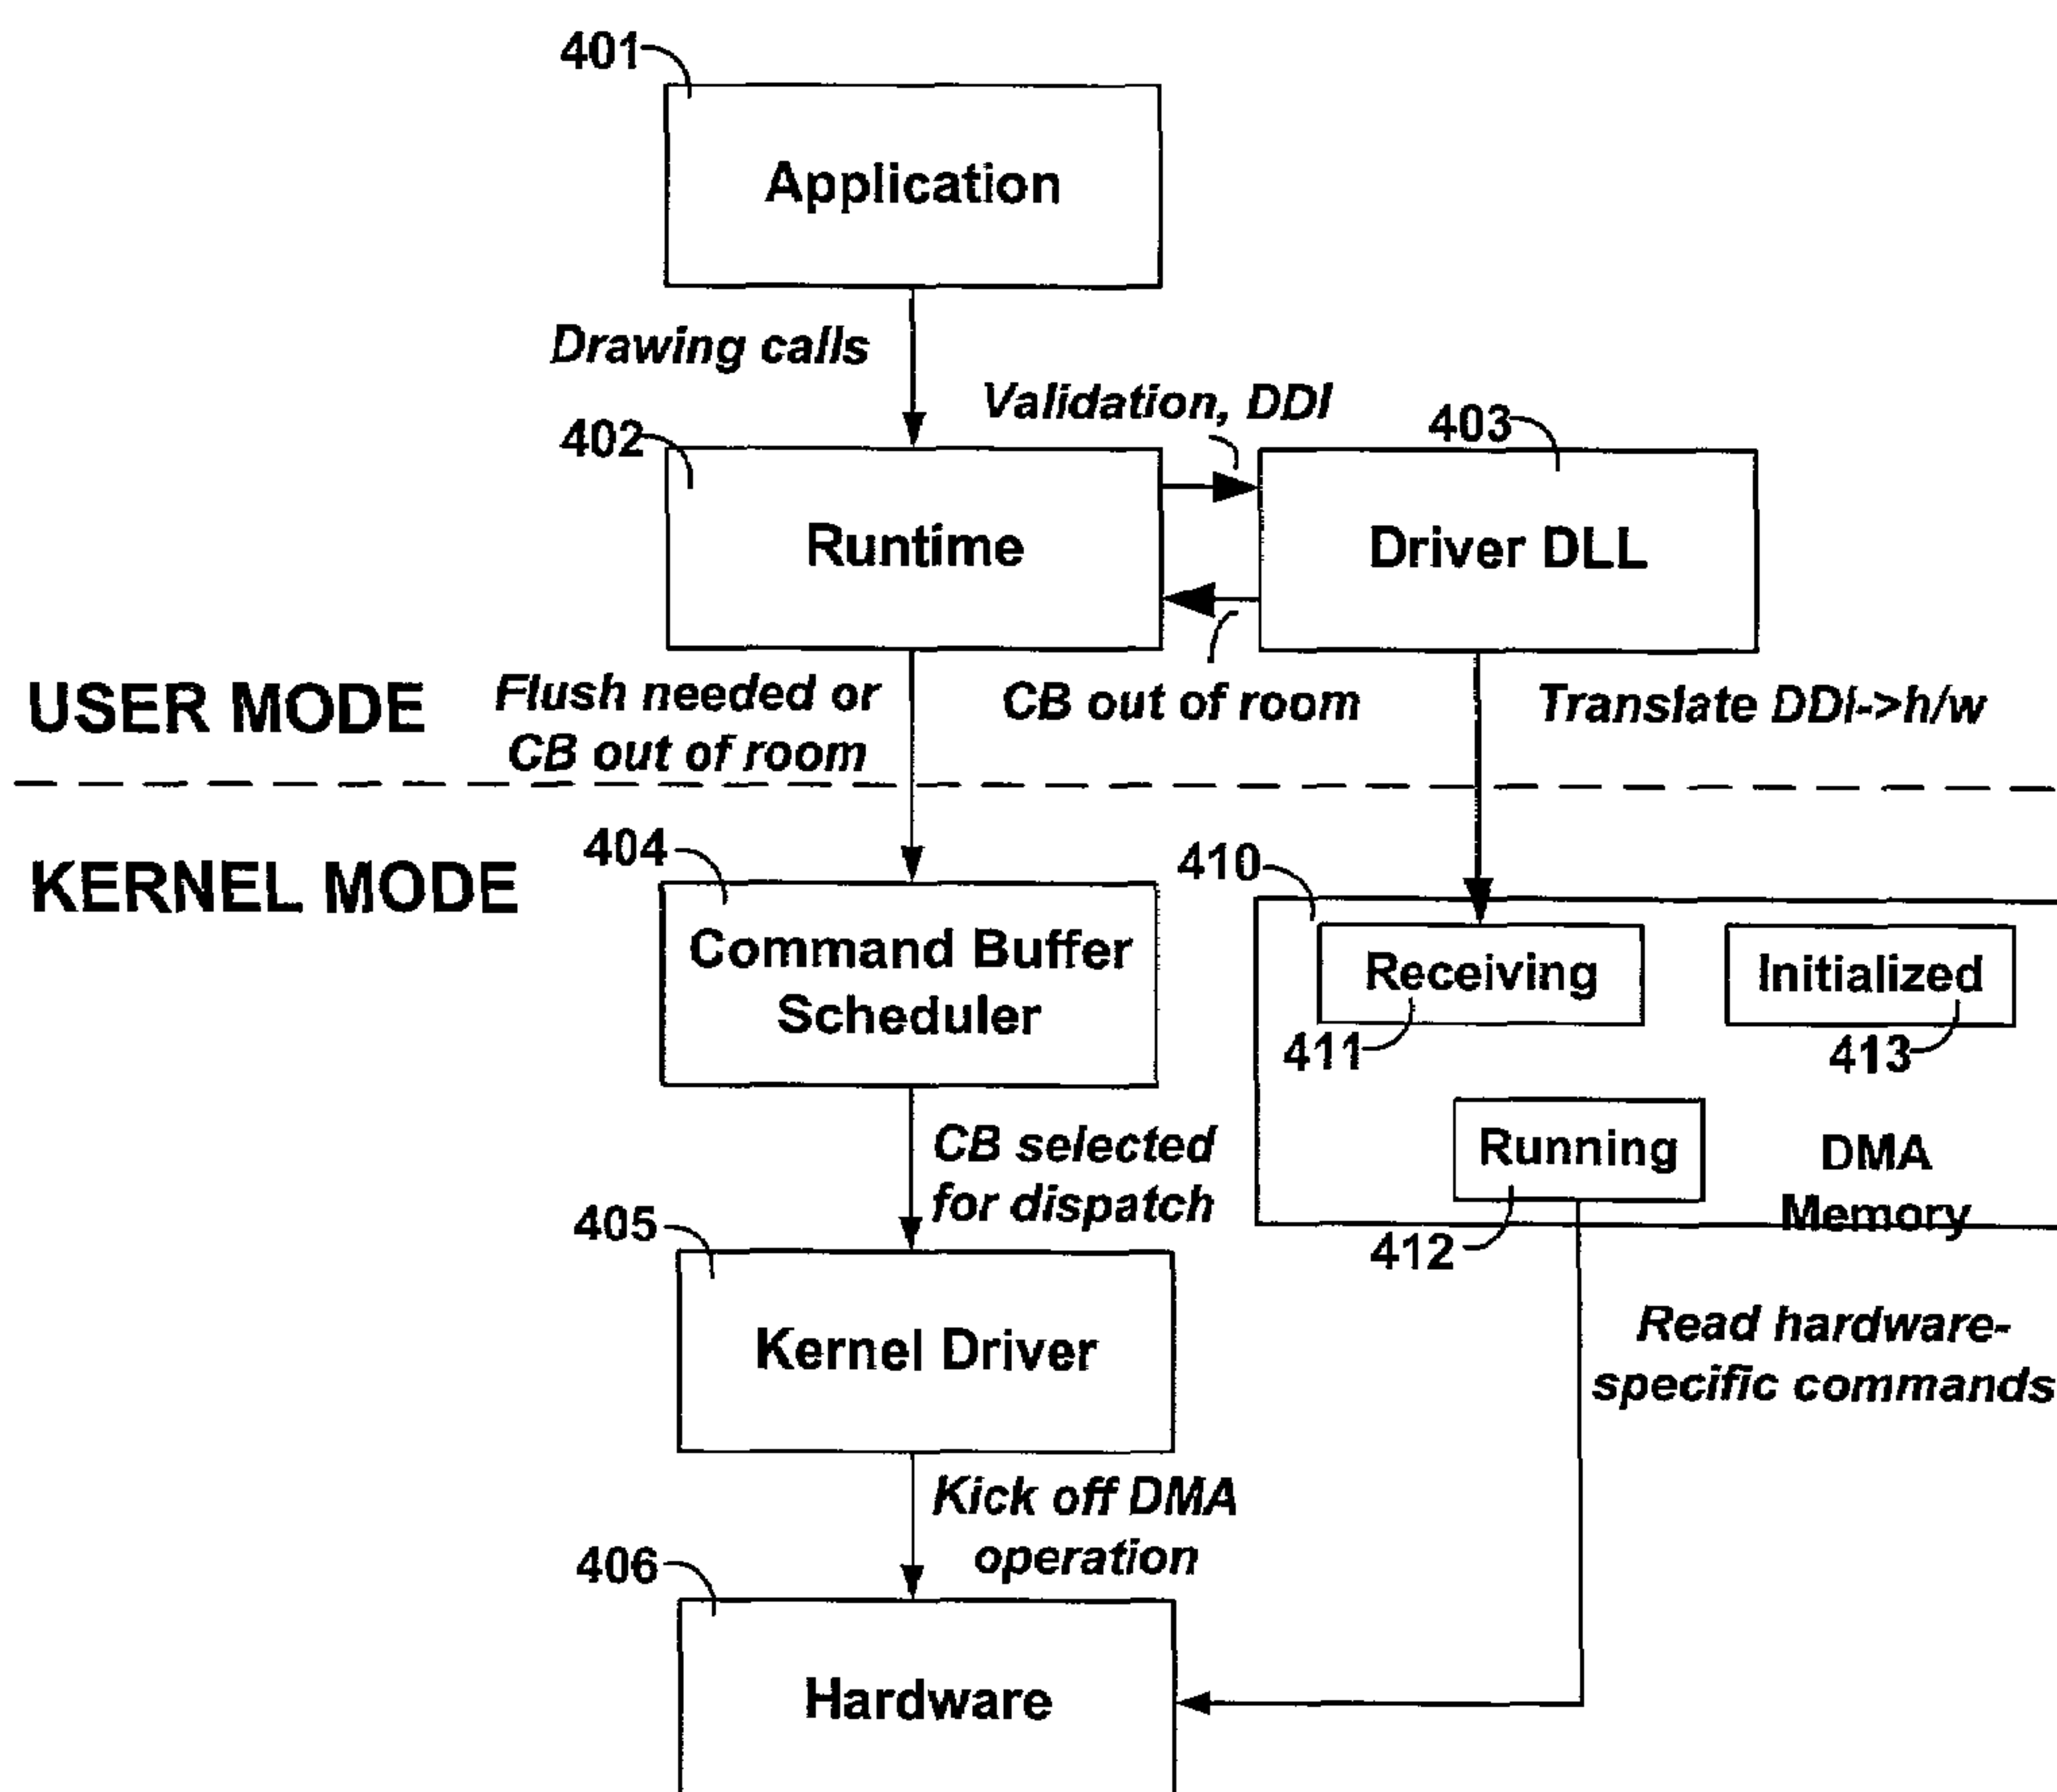 401
Application
Drawing calls
Validation, DDI
402
403
Runtime
Driver DLL
USER MODE
Flush needed or
CB out of room
CB out of room
Translate DDI->h/w
KERNEL MODE
404
410
Command Buffer
Scheduler
Receiving
Initialized
411
413
CB selected
for dispatch
Running
DMA
Memory
405
412
Kernel Driver
Read hardware-
specific commands
Kick off DMA
operation
406
Hardware